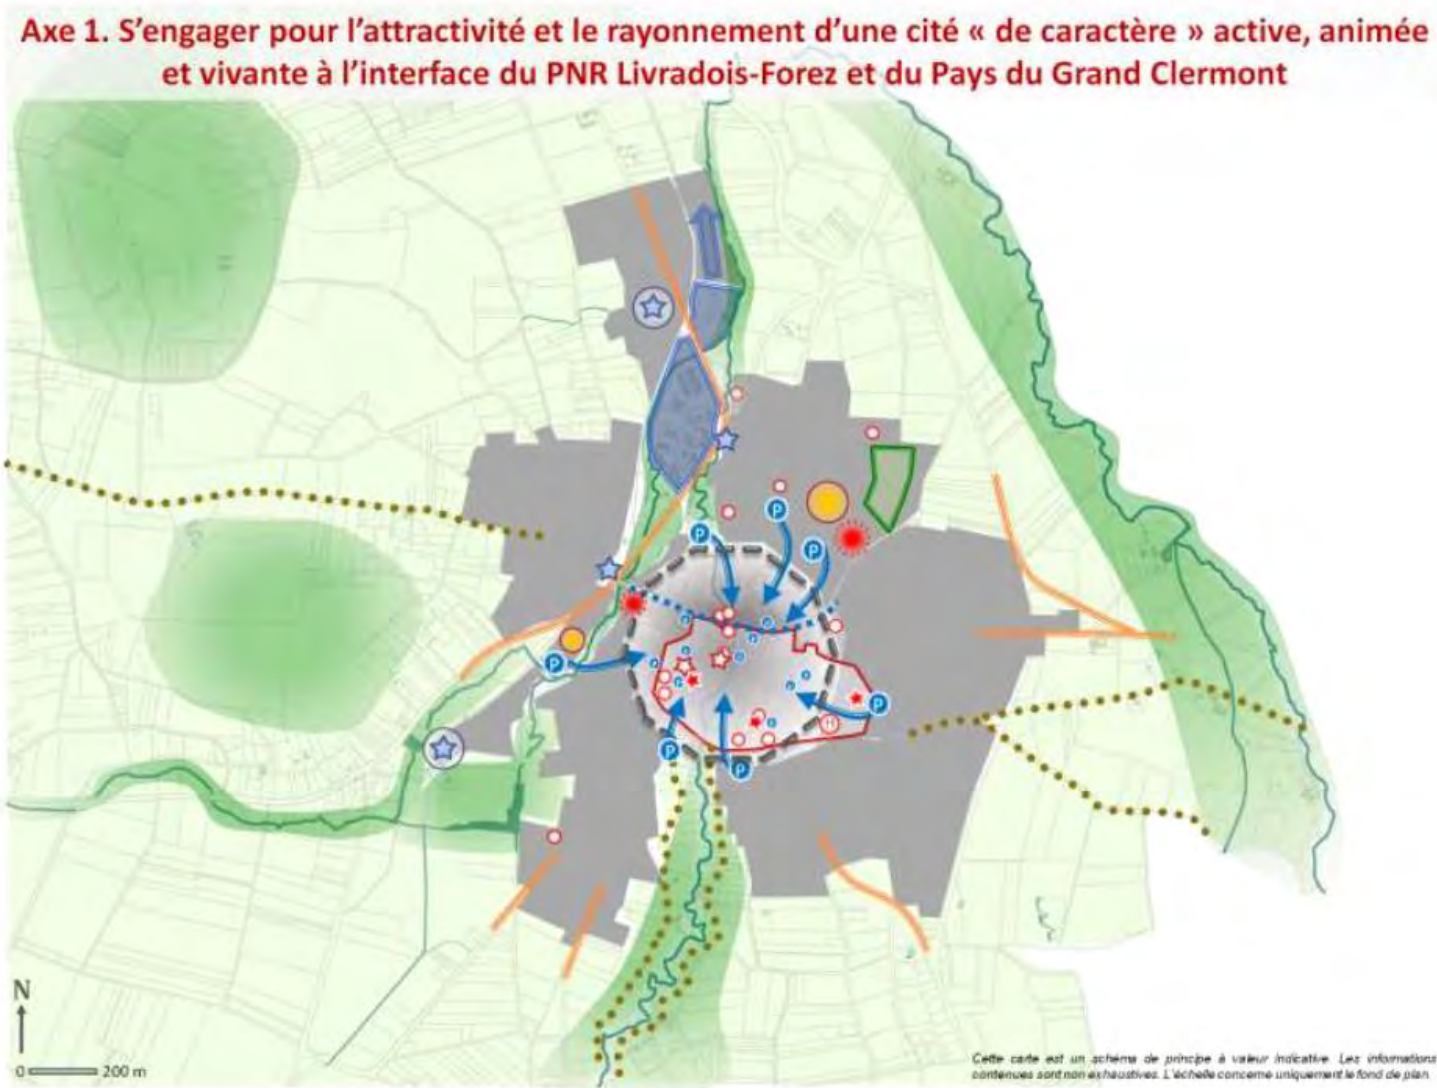 Axe 1. S’engager pour l’attractivité et le rayonnement d’une cité « de caractère » active, animée
et vivante à l’interface du PNR Livradois-Forez et du Pays du Grand Clermont
P
P
P
P
P
H
P
P
N
0 200 m
Cette carte est un schéma de principe à valeur indicative. Les informations
contenues sont non exhaustives. L’échelle concerne uniquement le fond de plan.